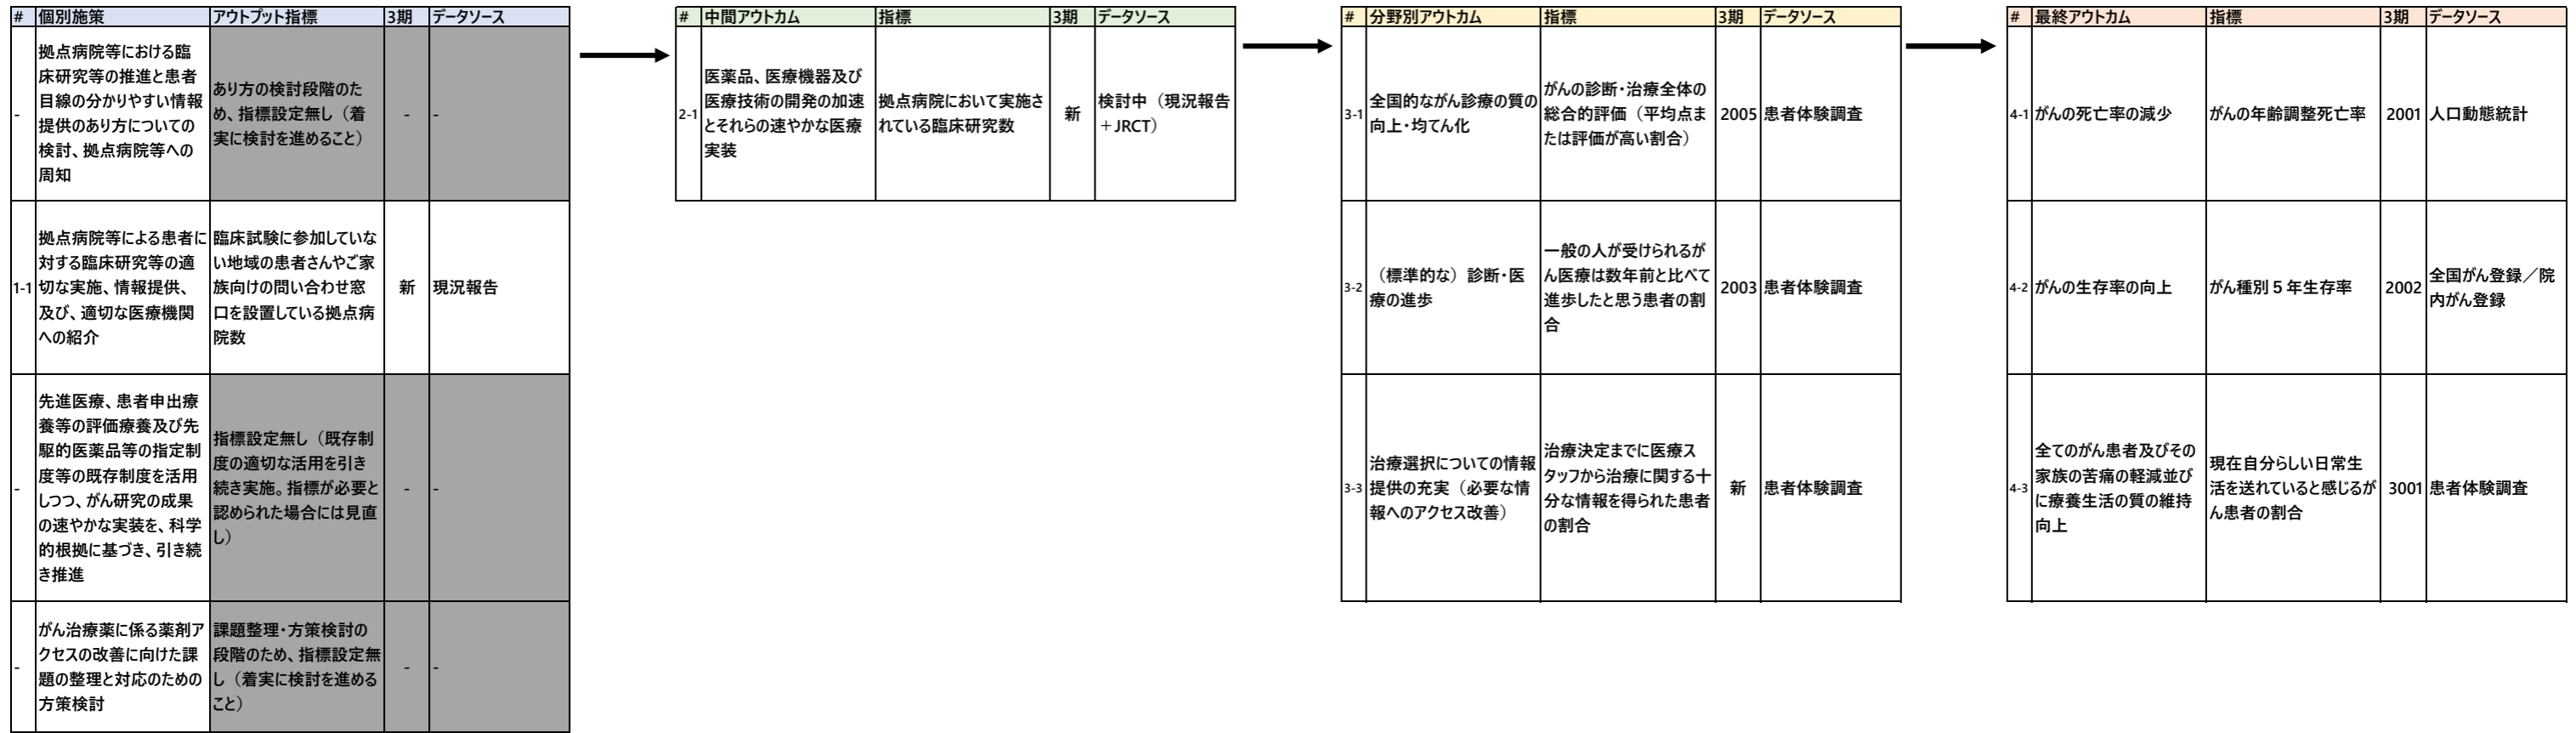 # 個別施策 アウトプット指標 3期 データソース
-
拠点病院等における臨
床研究等の推進と患者
目線の分かりやすい情報
提供のあり方についての
検討、拠点病院等への
周知
あり方の検討段階のた
め、指標設定無し（着
実に検討を進めること）
-
-
1-1
拠点病院等による患者に
対する臨床研究等の適
切な実施、情報提供、
及び、適切な医療機関
への紹介
臨床試験に参加していな
い地域の患者さんやご家
族向けの問い合わせ窓
口を設置している拠点病
院数
新
現況報告
-
先進医療、患者申出療
養等の評価療養及び先
駆的医薬品等の指定制
度等の既存制度を活用
しつつ、がん研究の成果
の速やかな実装を、科学
的根拠に基づき、引き続
き推進
指標設定無し（既存制
度の適切な活用を引き
続き実施。指標が必要と
認められた場合には見直
し）
-
-
-
がん治療薬に係る薬剤ア
クセスの改善に向けた課
題の整理と対応のための
方策検討
課題整理・方策検討の
段階のため、指標設定無
し（着実に検討を進める
こと）
-
-
# 中間アウトカム 指標 3期 データソース
2-1
医薬品、医療機器及び
医療技術の開発の加速
とそれらの速やかな医療
実装
拠点病院において実施さ
れている臨床研究数
新
検討中（現況報告
＋JRCT）
# 分野別アウトカム 指標 3期 データソース
3-1
全国的ながん診療の質の
向上・均てん化
がんの診断・治療全体の
総合的評価（平均点ま
たは評価が高い割合）
2005
患者体験調査
3-2
（標準的な）診断・医
療の進歩
一般の人が受けられるが
ん医療は数年前と比べて
進歩したと思う患者の割
合
2003
患者体験調査
3-3
治療選択についての情報
提供の充実（必要な情
報へのアクセス改善）
治療決定までに医療ス
タッフから治療に関する十
分な情報を得られた患者
の割合
新
患者体験調査
# 最終アウトカム 指標 3期 データソース
4-1
がんの死亡率の減少
がんの年齢調整死亡率
2001
人口動態統計
4-2
がんの生存率の向上
がん種別５年生存率
2002
全国がん登録／院
内がん登録
4-3
全てのがん患者及びその
家族の苦痛の軽減並び
に療養生活の質の維持
向上
現在自分らしい日常生
活を送れていると感じるが
ん患者の割合
3001
患者体験調査